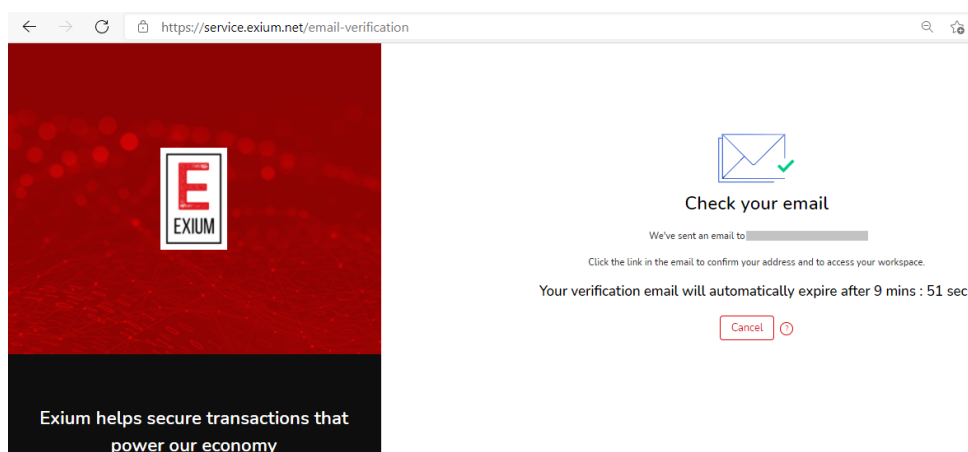 https://service.exium.net/email-verification
E
EXIUM
Exium helps secure transactions that
power our economy
Check your email
We've sent an email to
Click the link in the email to confirm your address and to access your workspace.
Your verification email will automatically expire after 9 mins : 51 sec
Cancel ?